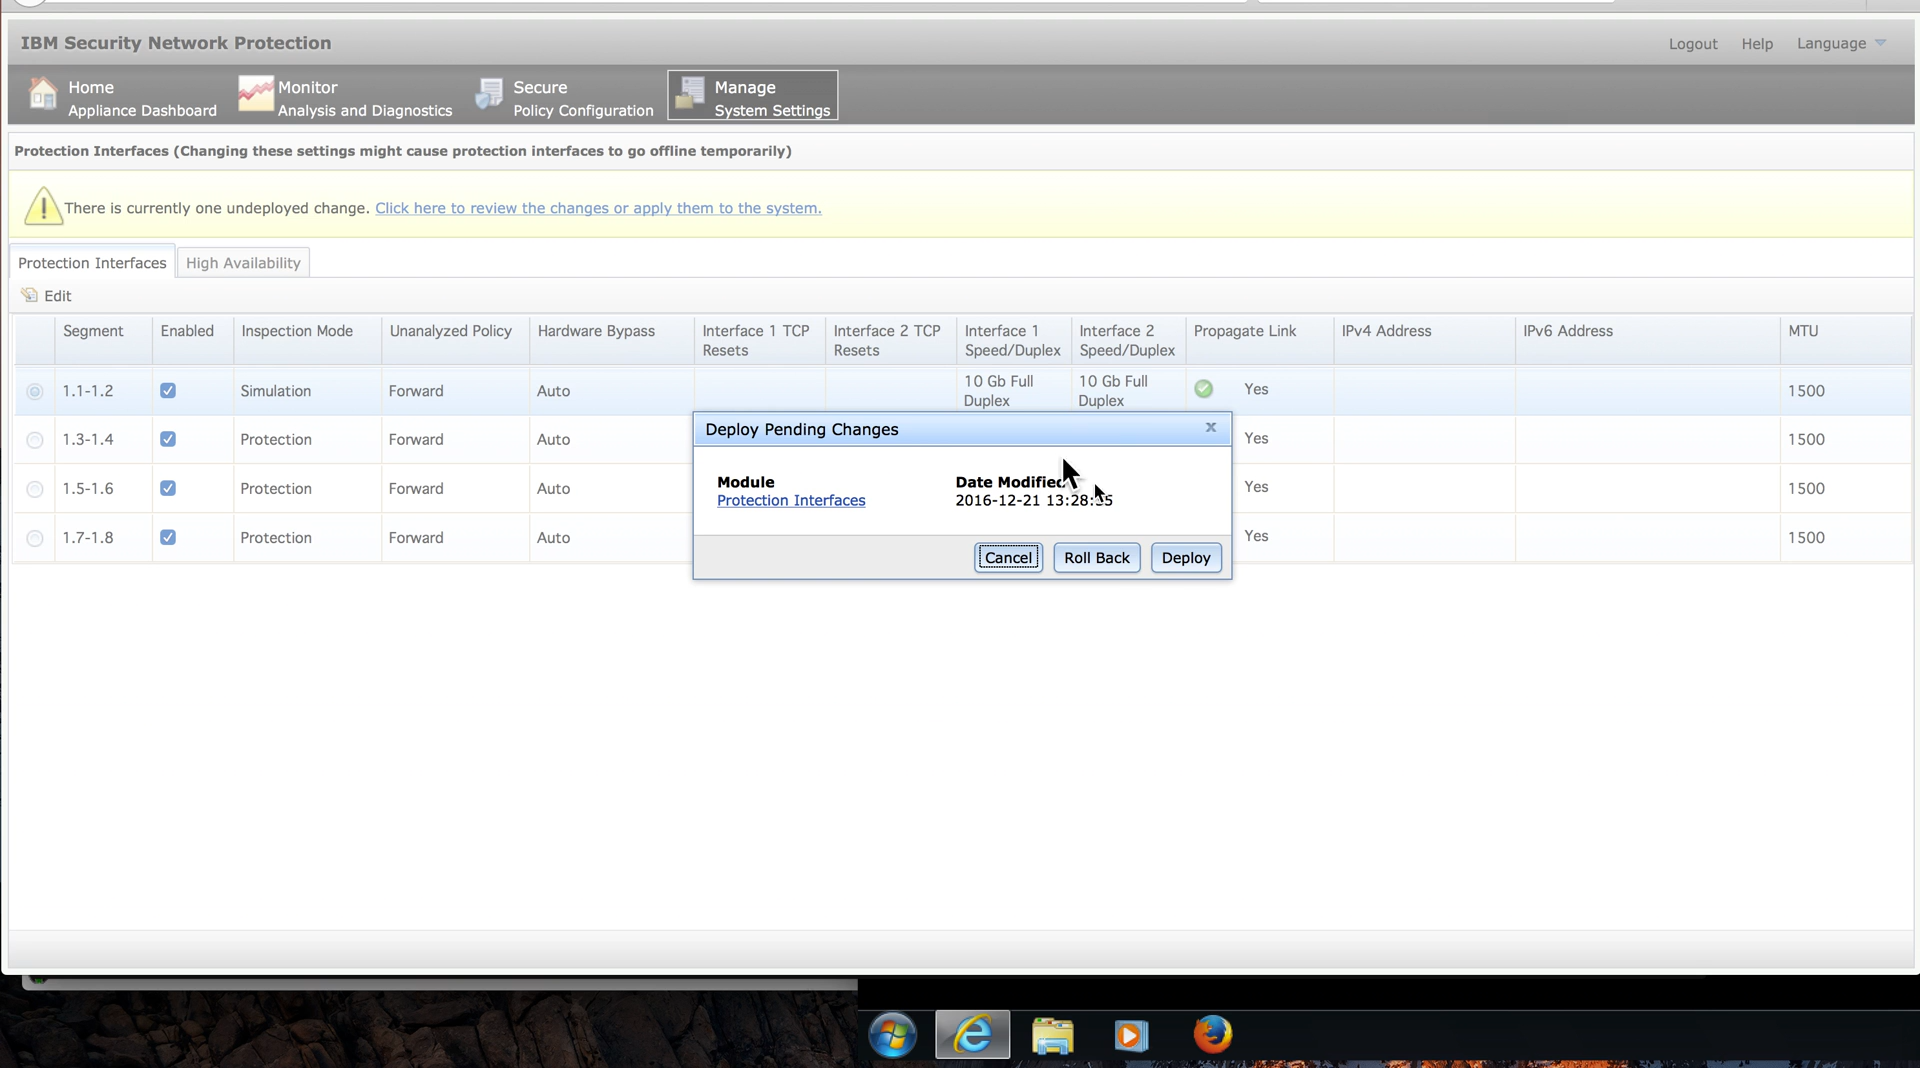 IBM Security Network Protection
Logout Help Language
Home
Appliance Dashboard
Monitor
Analysis and Diagnostics
Secure
Policy Configuration
Manage
System Settings
Protection Interfaces (Changing these settings might cause protection interfaces to go offline temporarily)
There is currently one undeployed change. Click here to review the changes or apply them to the system.
Protection Interfaces High Availability
Edit
Segment Enabled Inspection Mode Unanalyzed Policy Hardware Bypass Interface 1 TCP Resets Interface 2 TCP Resets Interface 1 Speed/Duplex Interface 2 Speed/Duplex Propagate Link IPv4 Address IPv6 Address MTU
1.1-1.2 Simulation Forward Auto 10 Gb Full Duplex 10 Gb Full Duplex Yes 1500
1.3-1.4 Protection Forward Auto Yes 1500
1.5-1.6 Protection Forward Auto Yes 1500
1.7-1.8 Protection Forward Auto Yes 1500
Deploy Pending Changes
Module Date Modified
Protection Interfaces 2016-12-21
Cancel Roll Back Deploy